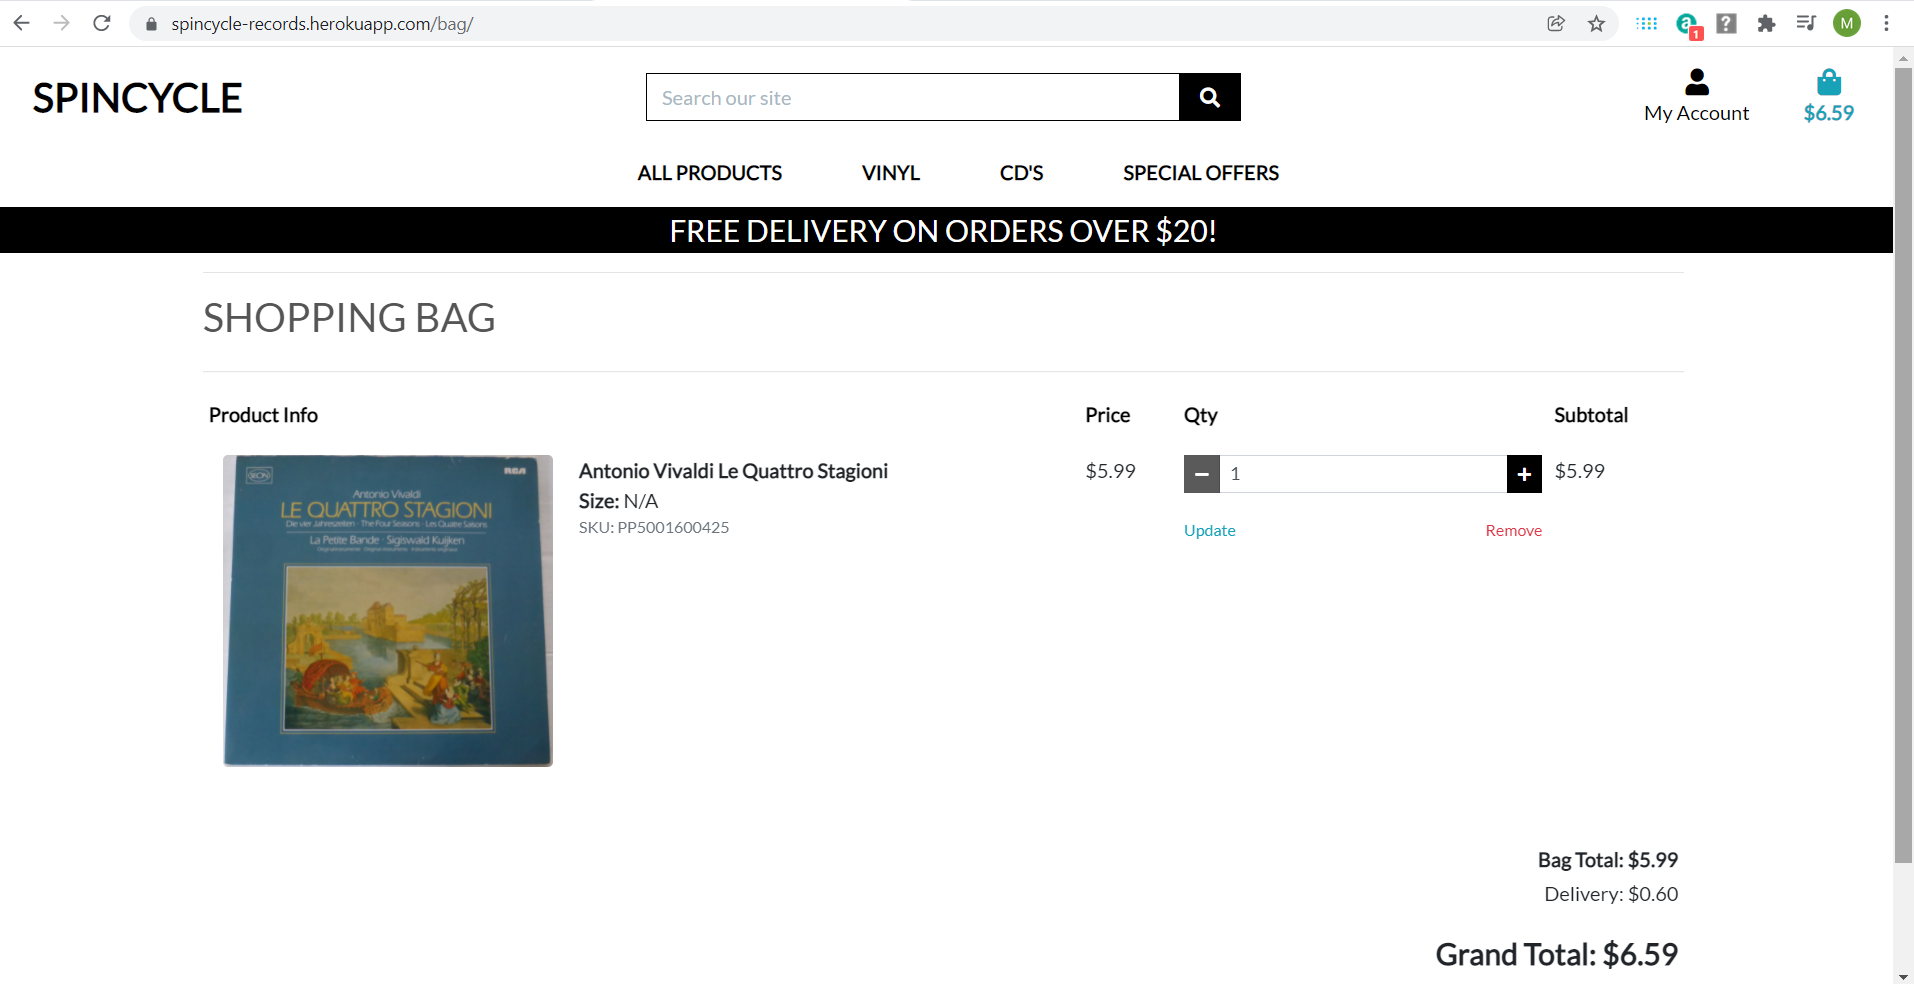 spincycle-records.herokuapp.com/bag/
a
1
?
M
SPINCYCLE
Search our site
My Account
$6.59
ALL PRODUCTS
VINYL
CD'S
SPECIAL OFFERS
FREE DELIVERY ON ORDERS OVER $20!
SHOPPING BAG
Product Info
Price
Qty
Subtotal
RCA
Antonio Vivaldi
LE QUATTRO STAGIONI
Die vier Jahreszeiten · The Four Seasons · Les Quatre Saisons
La Petite Bande · Sigiswald Kuijken
Antonio Vivaldi Le Quattro Stagioni
Size: N/A
SKU: PP5001600425
$5.99
1
$5.99
Update
Remove
Bag Total: $5.99
Delivery: $0.60
Grand Total: $6.59